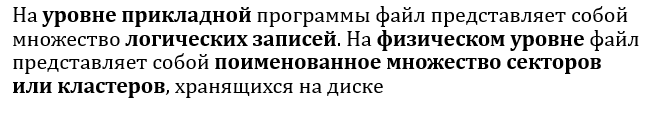 На уровне прикладной программы файл представляет собой
множество логических записей. На физическом уровне файл
представляет собой поименованное множество секторов
или кластеров, хранящихся на диске